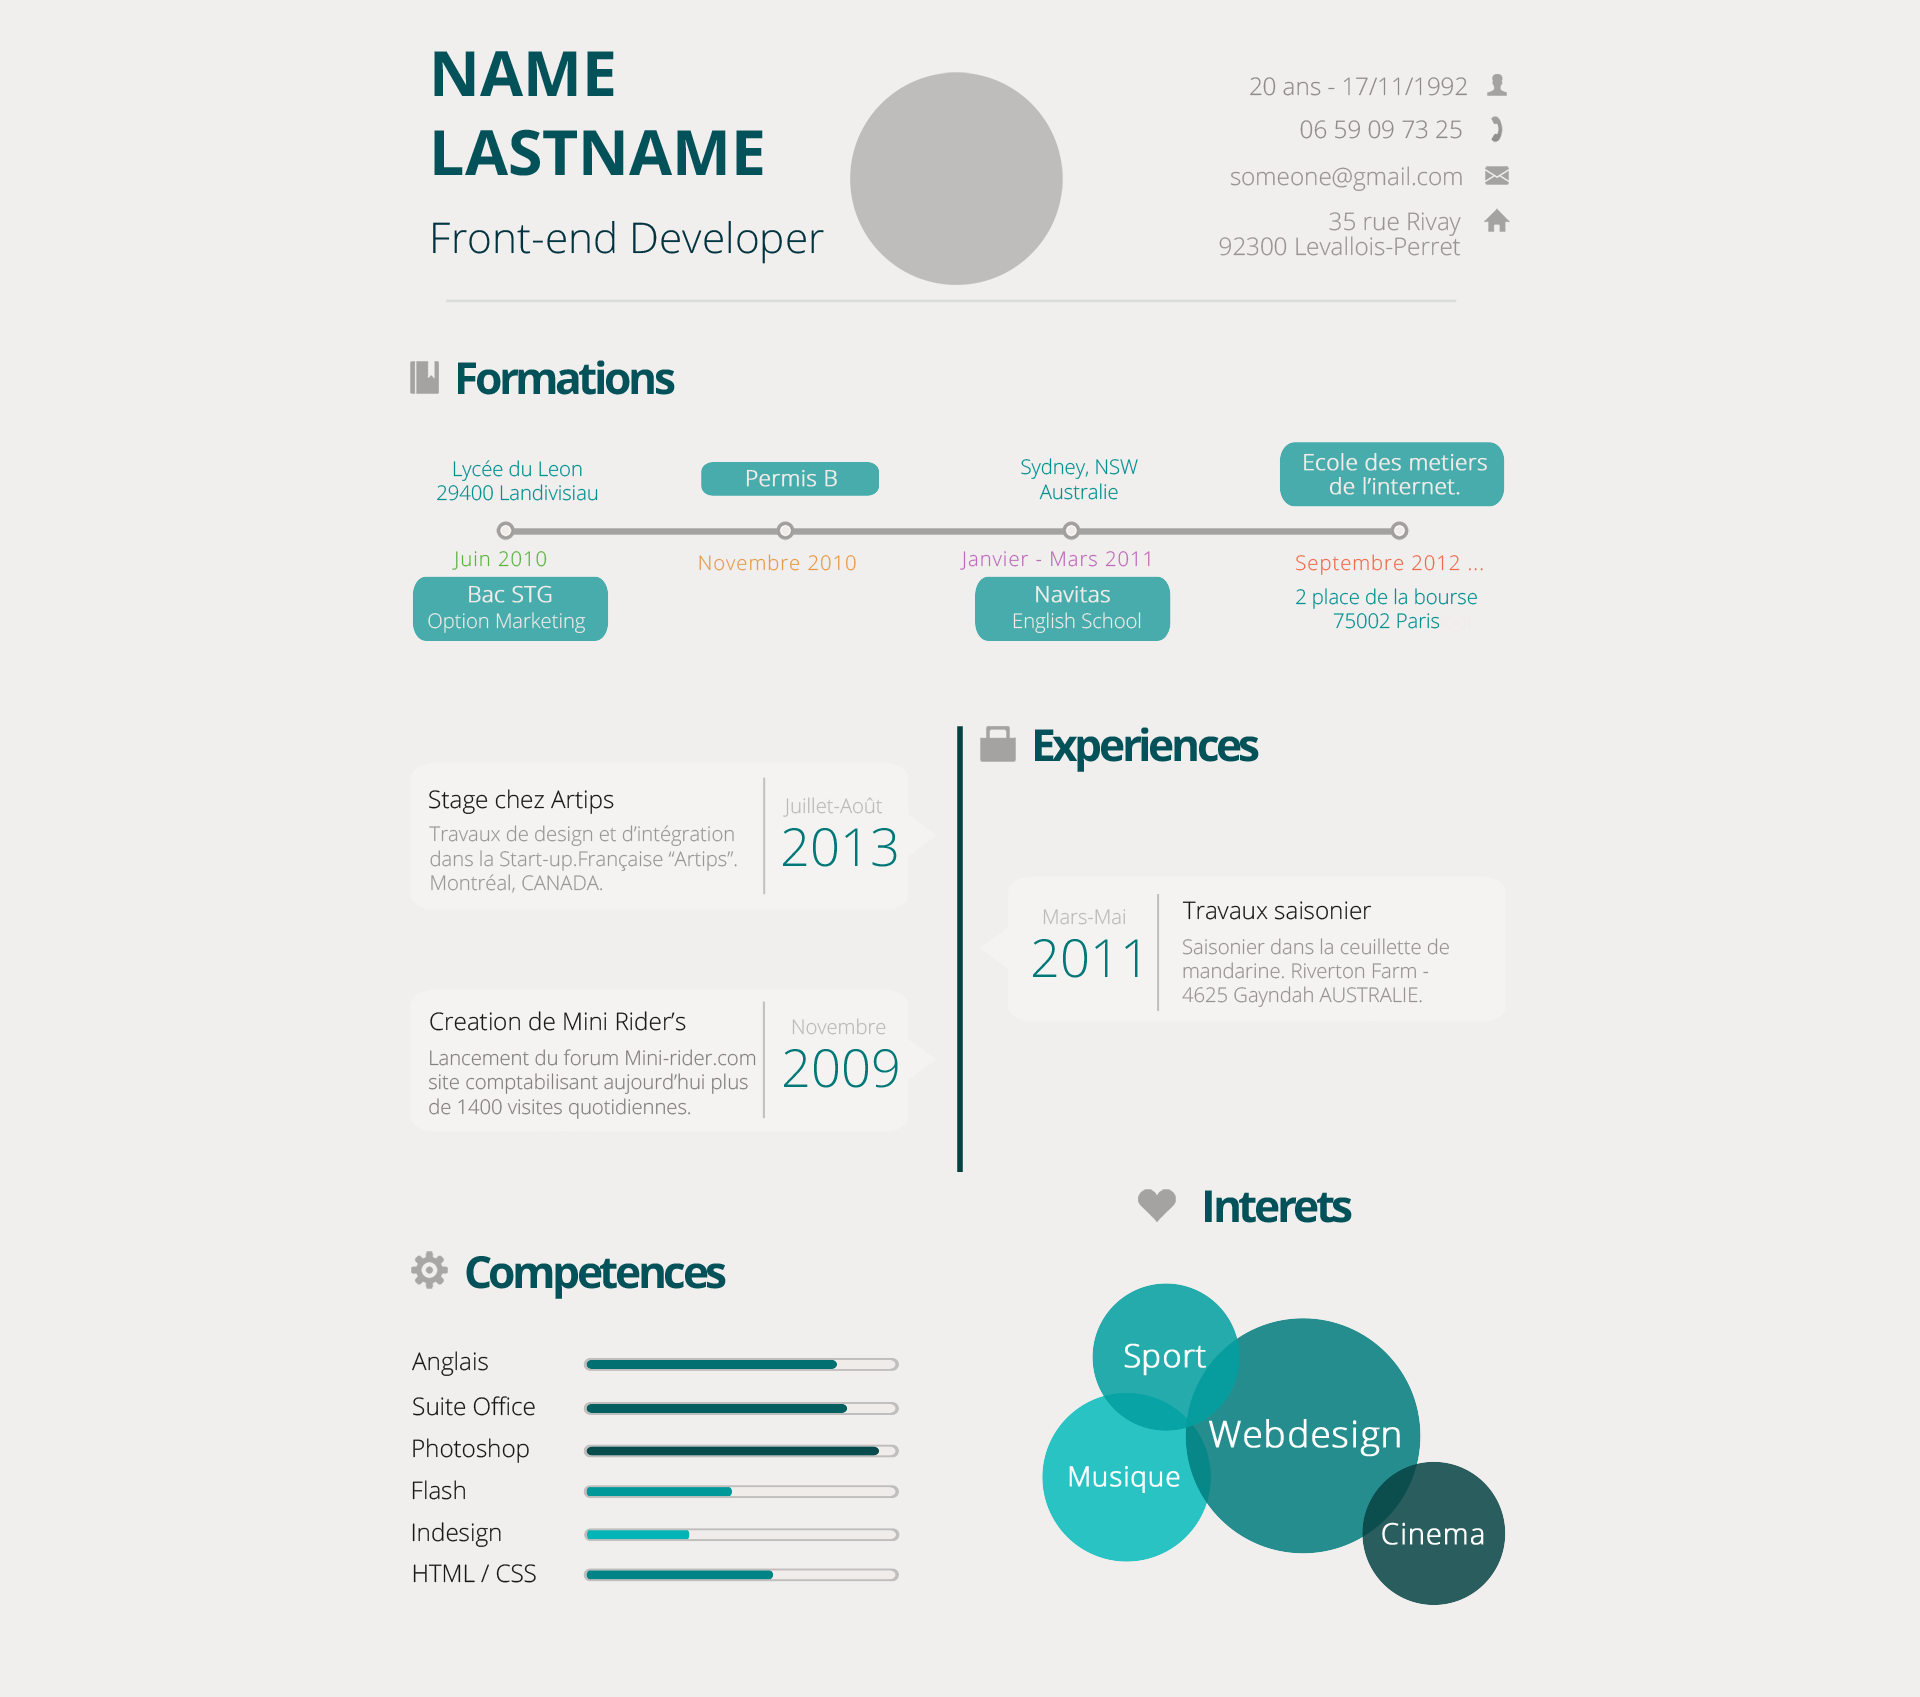 NAME
LASTNAME
Front-end Developer
20 ans - 17/11/1992
06 59 09 73 25
someone@gmail.com
35 rue Rivay
92300 Levallois-Perret
Formations
Lycée du Leon
29400 Landivisiau
Juin 2010
Bac STG
Option Marketing
Permis B
Novembre 2010
Sydney, NSW
Australie
Janvier - Mars 2011
Navitas
English School
Ecole des metiers
de l’internet.
Septembre 2012 ...
2 place de la bourse
75002 Paris
Experiences
Stage chez Artips
Travaux de design et d’intégration
dans la Start-up.Française “Artips”.
Montréal, CANADA.
Juillet-Août
2013
Mars-Mai
2011
Travaux saisonier
Saisonier dans la ceuillette de
mandarine. Riverton Farm -
4625 Gayndah AUSTRALIE.
Creation de Mini Rider’s
Lancement du forum Mini-rider.com
site comptabilisant aujourd’hui plus
de 1400 visites quotidiennes.
Novembre
2009
Competences
Anglais
Suite Office
Photoshop
Flash
Indesign
HTML / CSS
Interets
Sport
Webdesign
Musique
Cinema